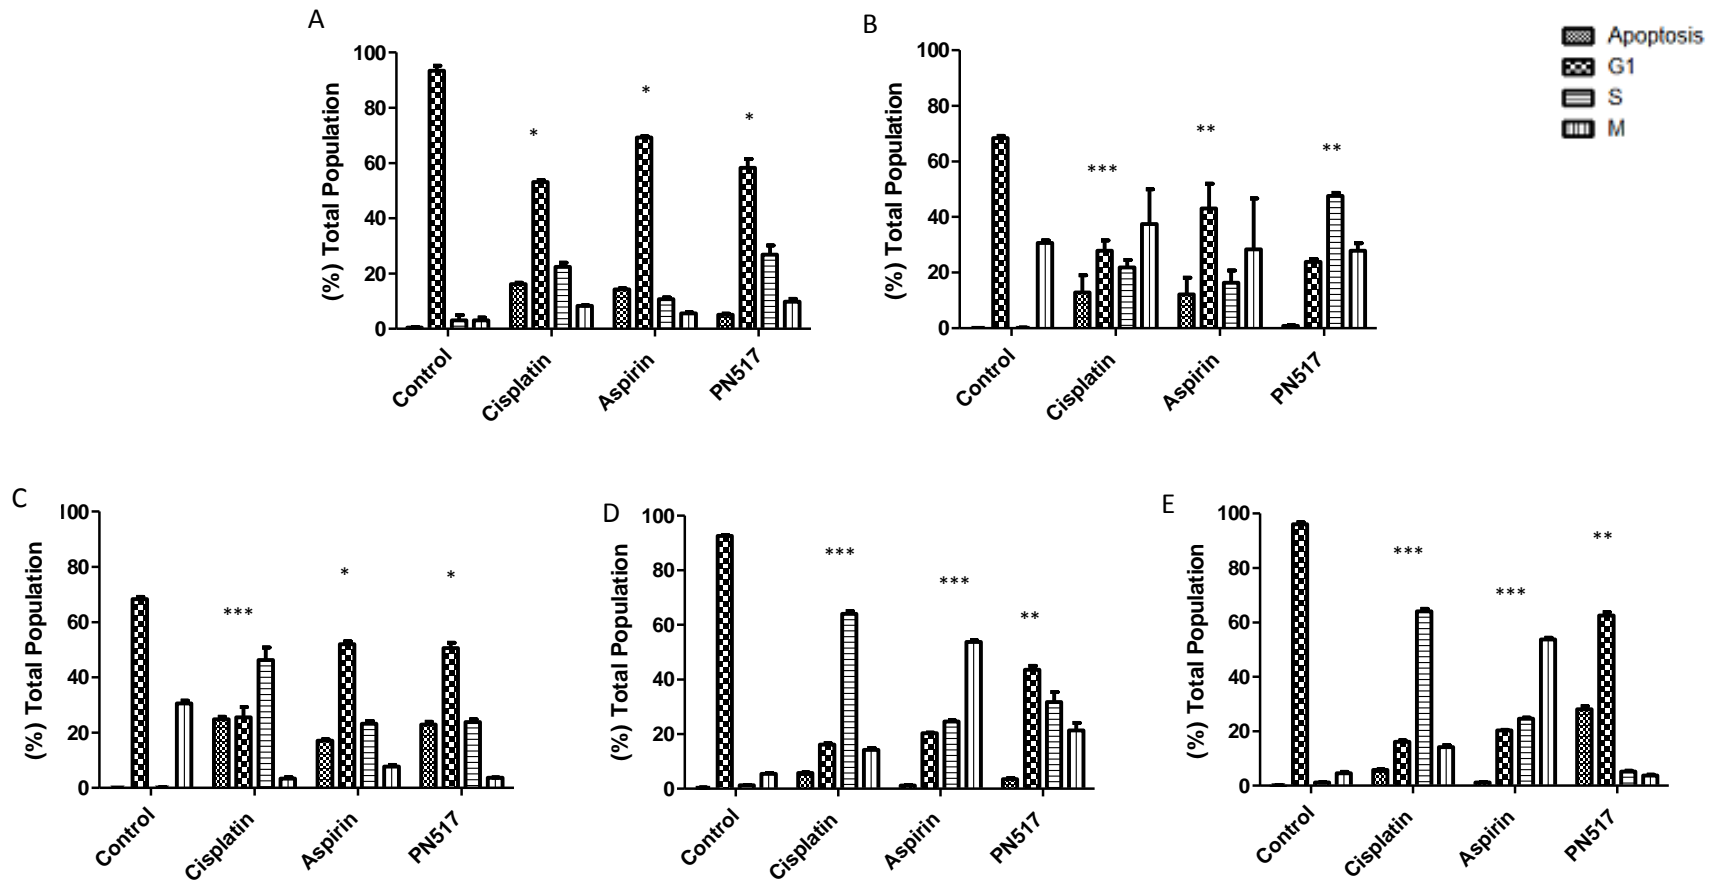 A
(%) Total Population
100
80
60
40
20
0
*
*
*
Control
Cisplatin
Aspirin
PN517
B
(%) Total Population
100
80
60
40
20
0
***
**
**
Control
Cisplatin
Aspirin
PN517
Apoptosis
G1
S
M
C
(%) Total Population
100
80
60
40
20
0
***
*
*
Control
Cisplatin
Aspirin
PN517
D
(%) Total Population
100
80
60
40
20
0
***
***
**
Control
Cisplatin
Aspirin
PN517
E
(%) Total Population
100
80
60
40
20
0
***
***
**
Control
Cisplatin
Aspirin
PN517